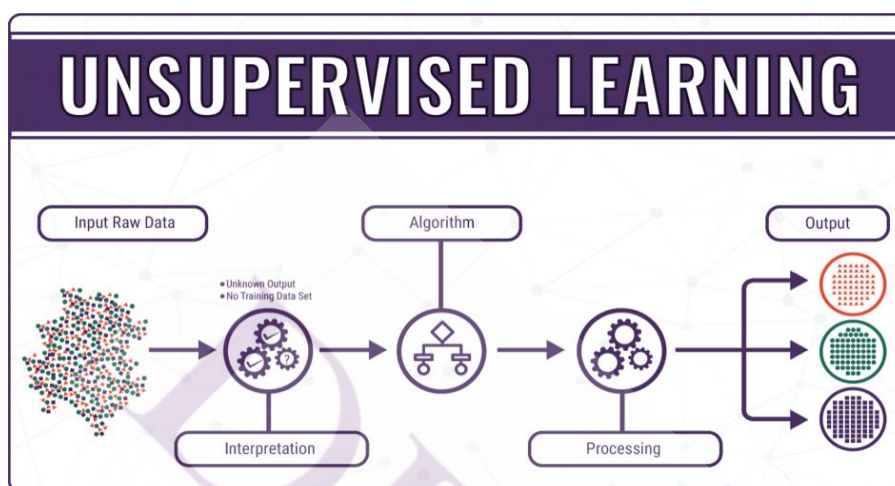 UNSUPERVISED LEARNING
Input Raw Data
Algorithm
Output
• Unknown Output
• No Training Data Set
?
Interpretation
Processing